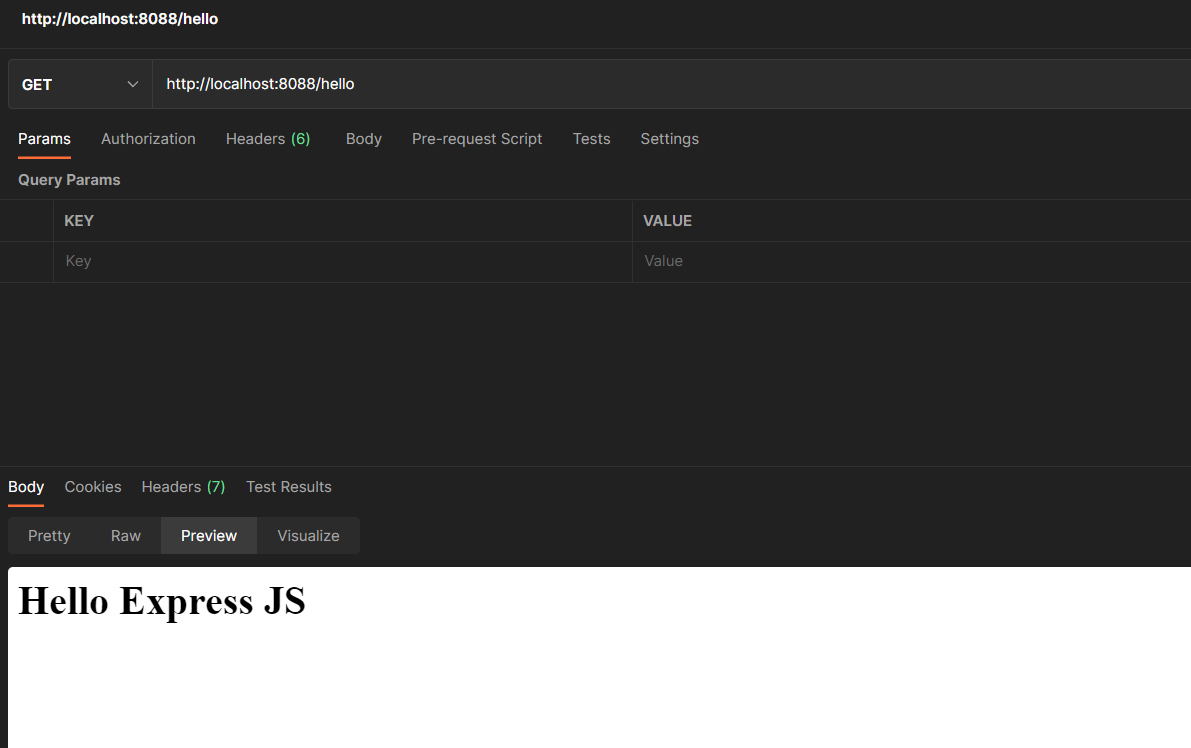 http://localhost:8088/hello
GET http://localhost:8088/hello
Params Authorization Headers (6) Body Pre-request Script Tests Settings
Query Params
KEY VALUE
Key Value
Body Cookies Headers (7) Test Results
Pretty Raw Preview Visualize
Hello Express JS